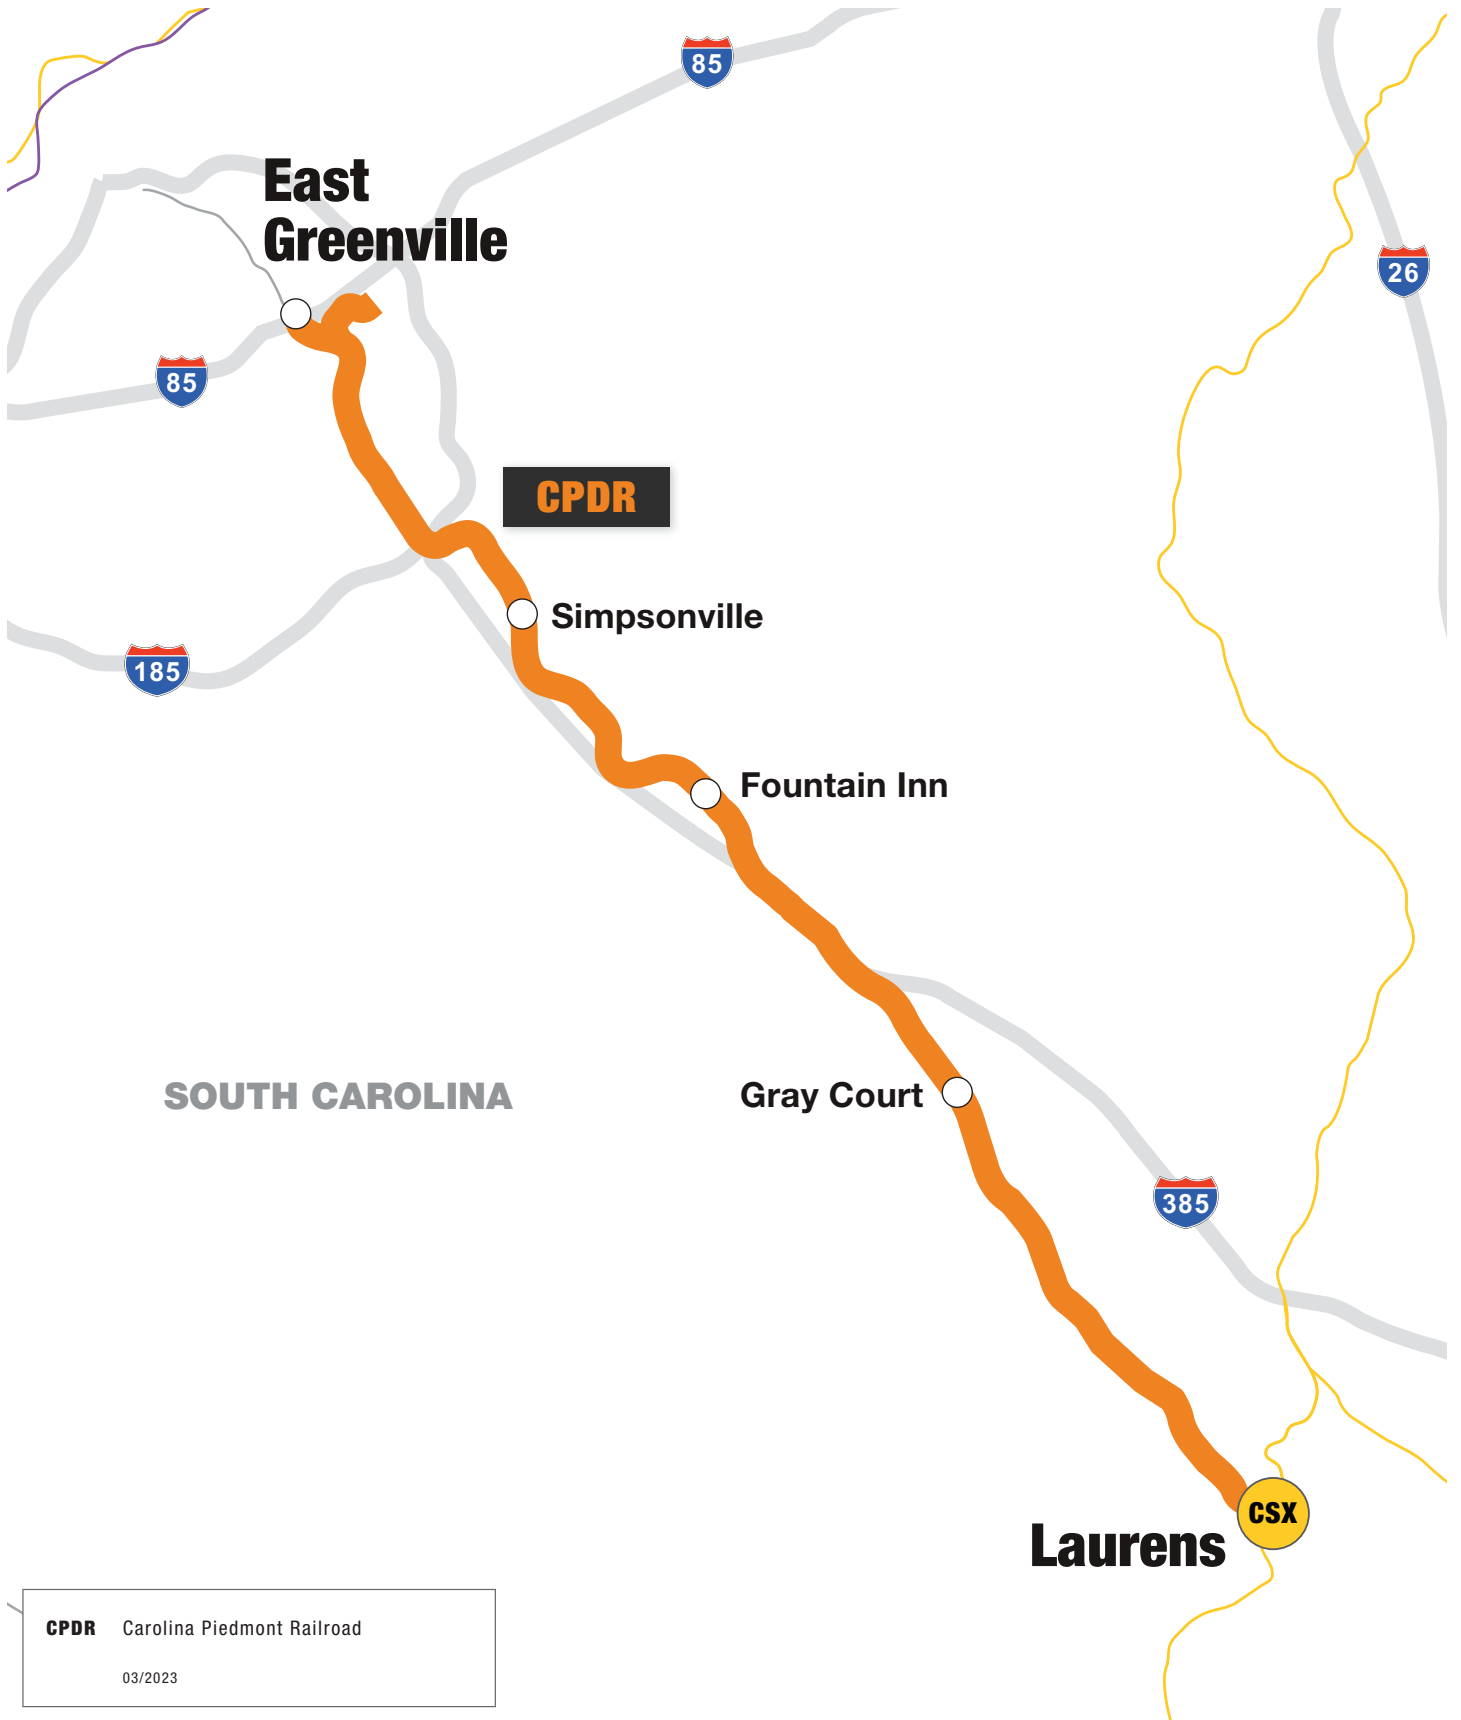 85
East
Greenville
26
85
CPDR
Simpsonville
185
Fountain Inn
Gray Court
SOUTH CAROLINA
385
CSX
Laurens
CPDR Carolina Piedmont Railroad
03/2023